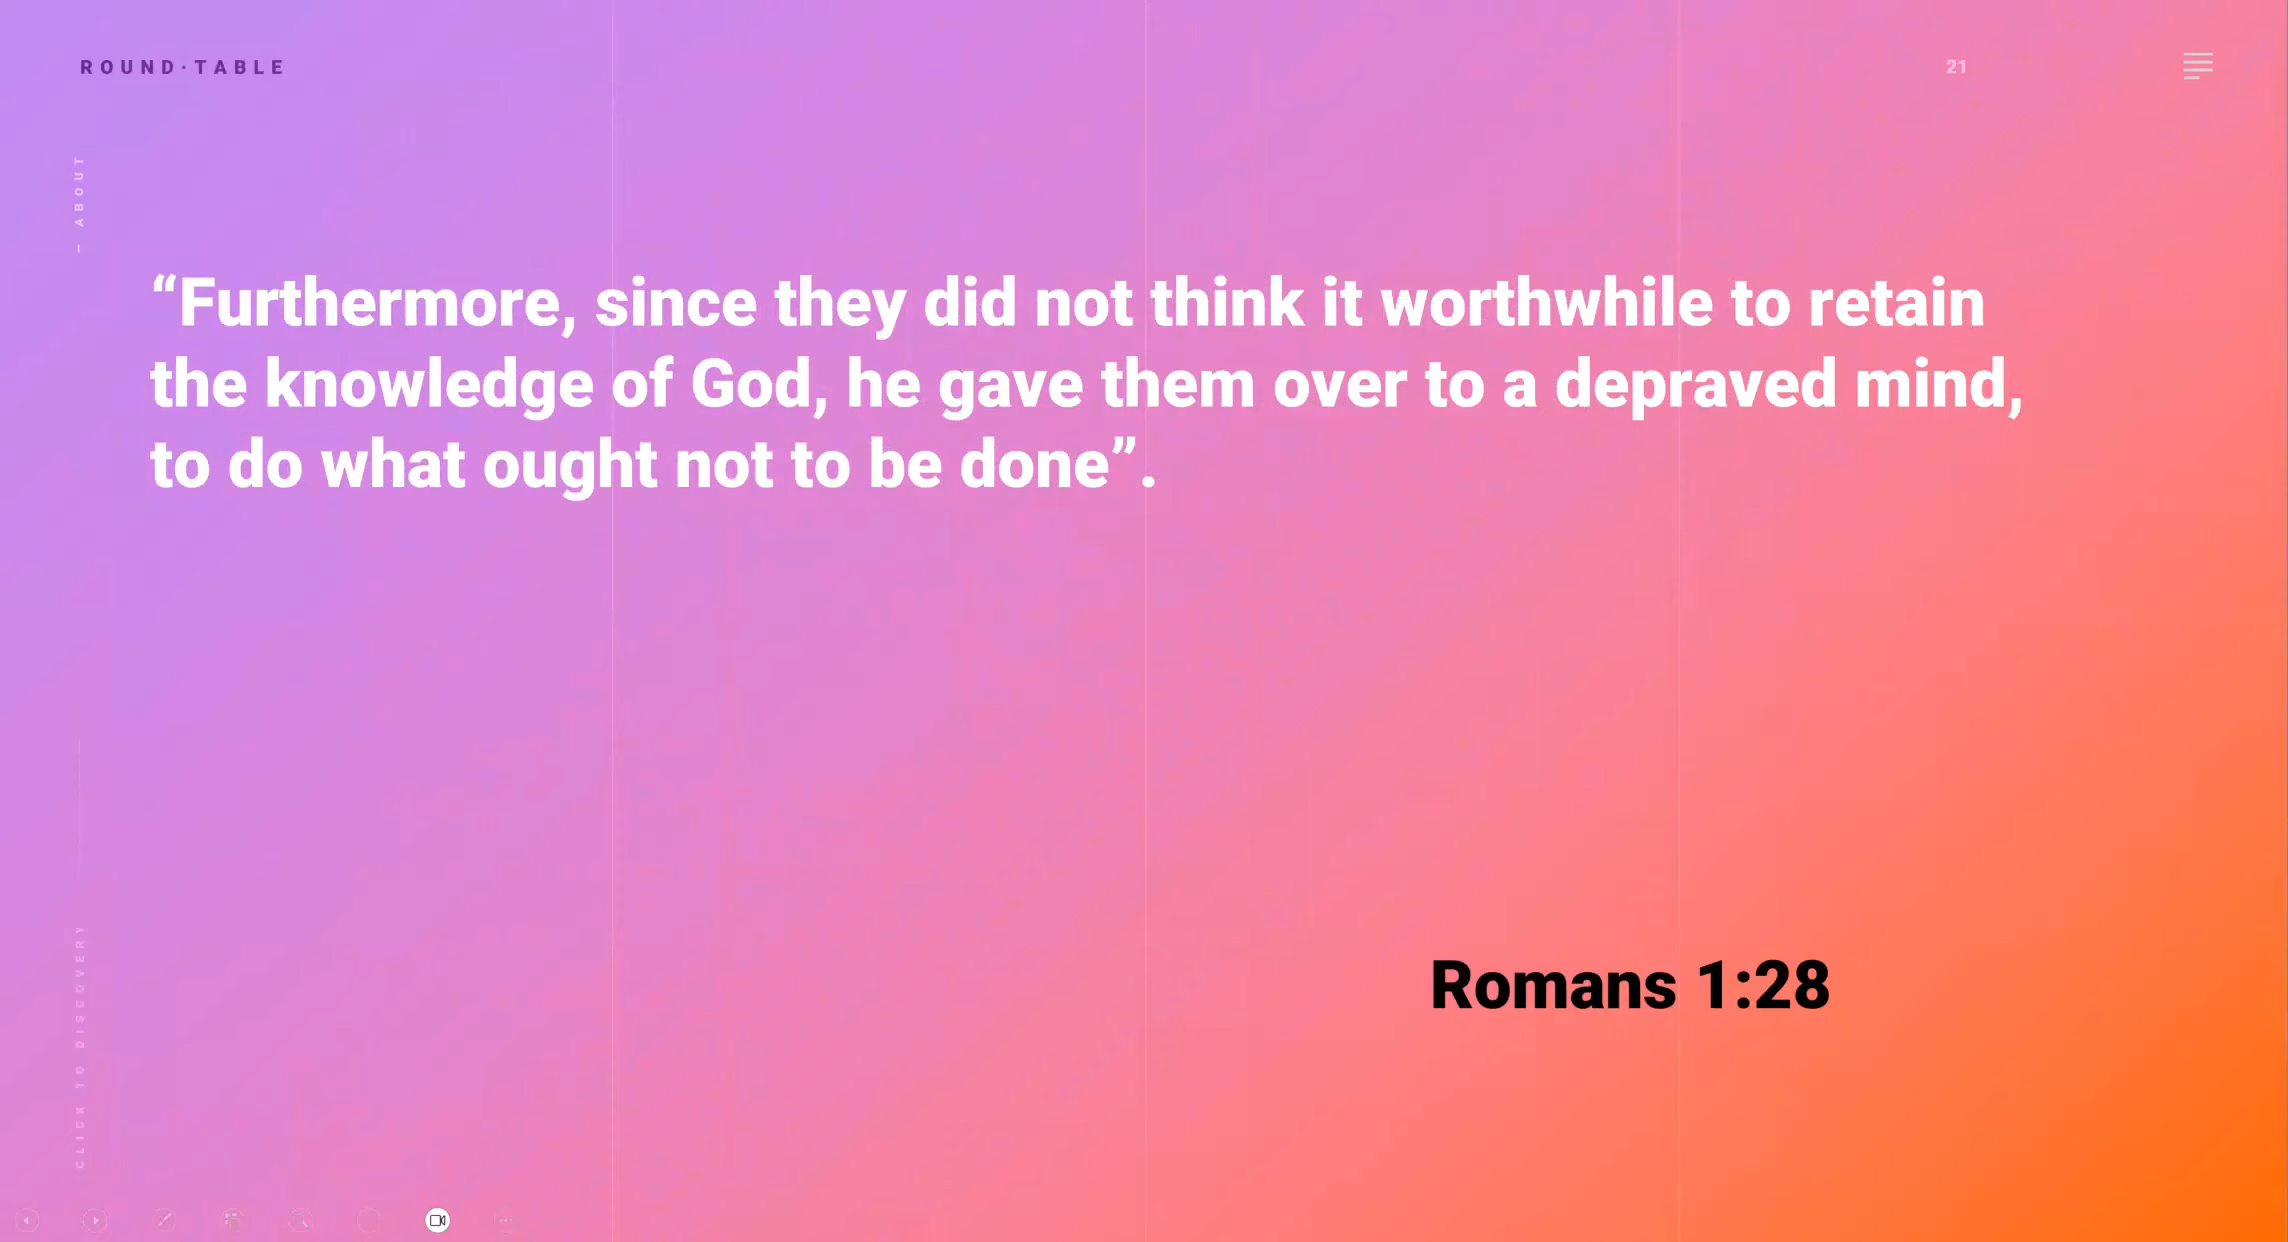 ROUND·TABLE
21
— ABOUT
“Furthermore, since they did not think it worthwhile to retain
the knowledge of God, he gave them over to a depraved mind,
to do what ought not to be done”.
Romans 1:28
CLICK TO DISCOVERY